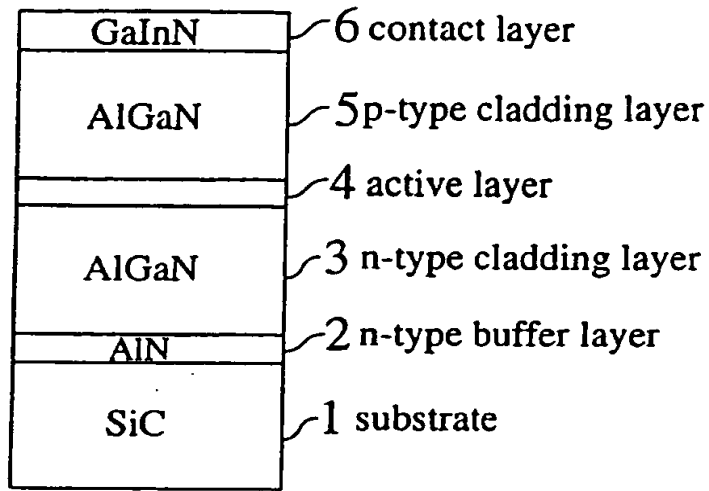 GaInN 6 contact layer
AlGaN 5 p-type cladding layer
4 active layer
AlGaN 3 n-type cladding layer
AlN 2 n-type buffer layer
SiC 1 substrate